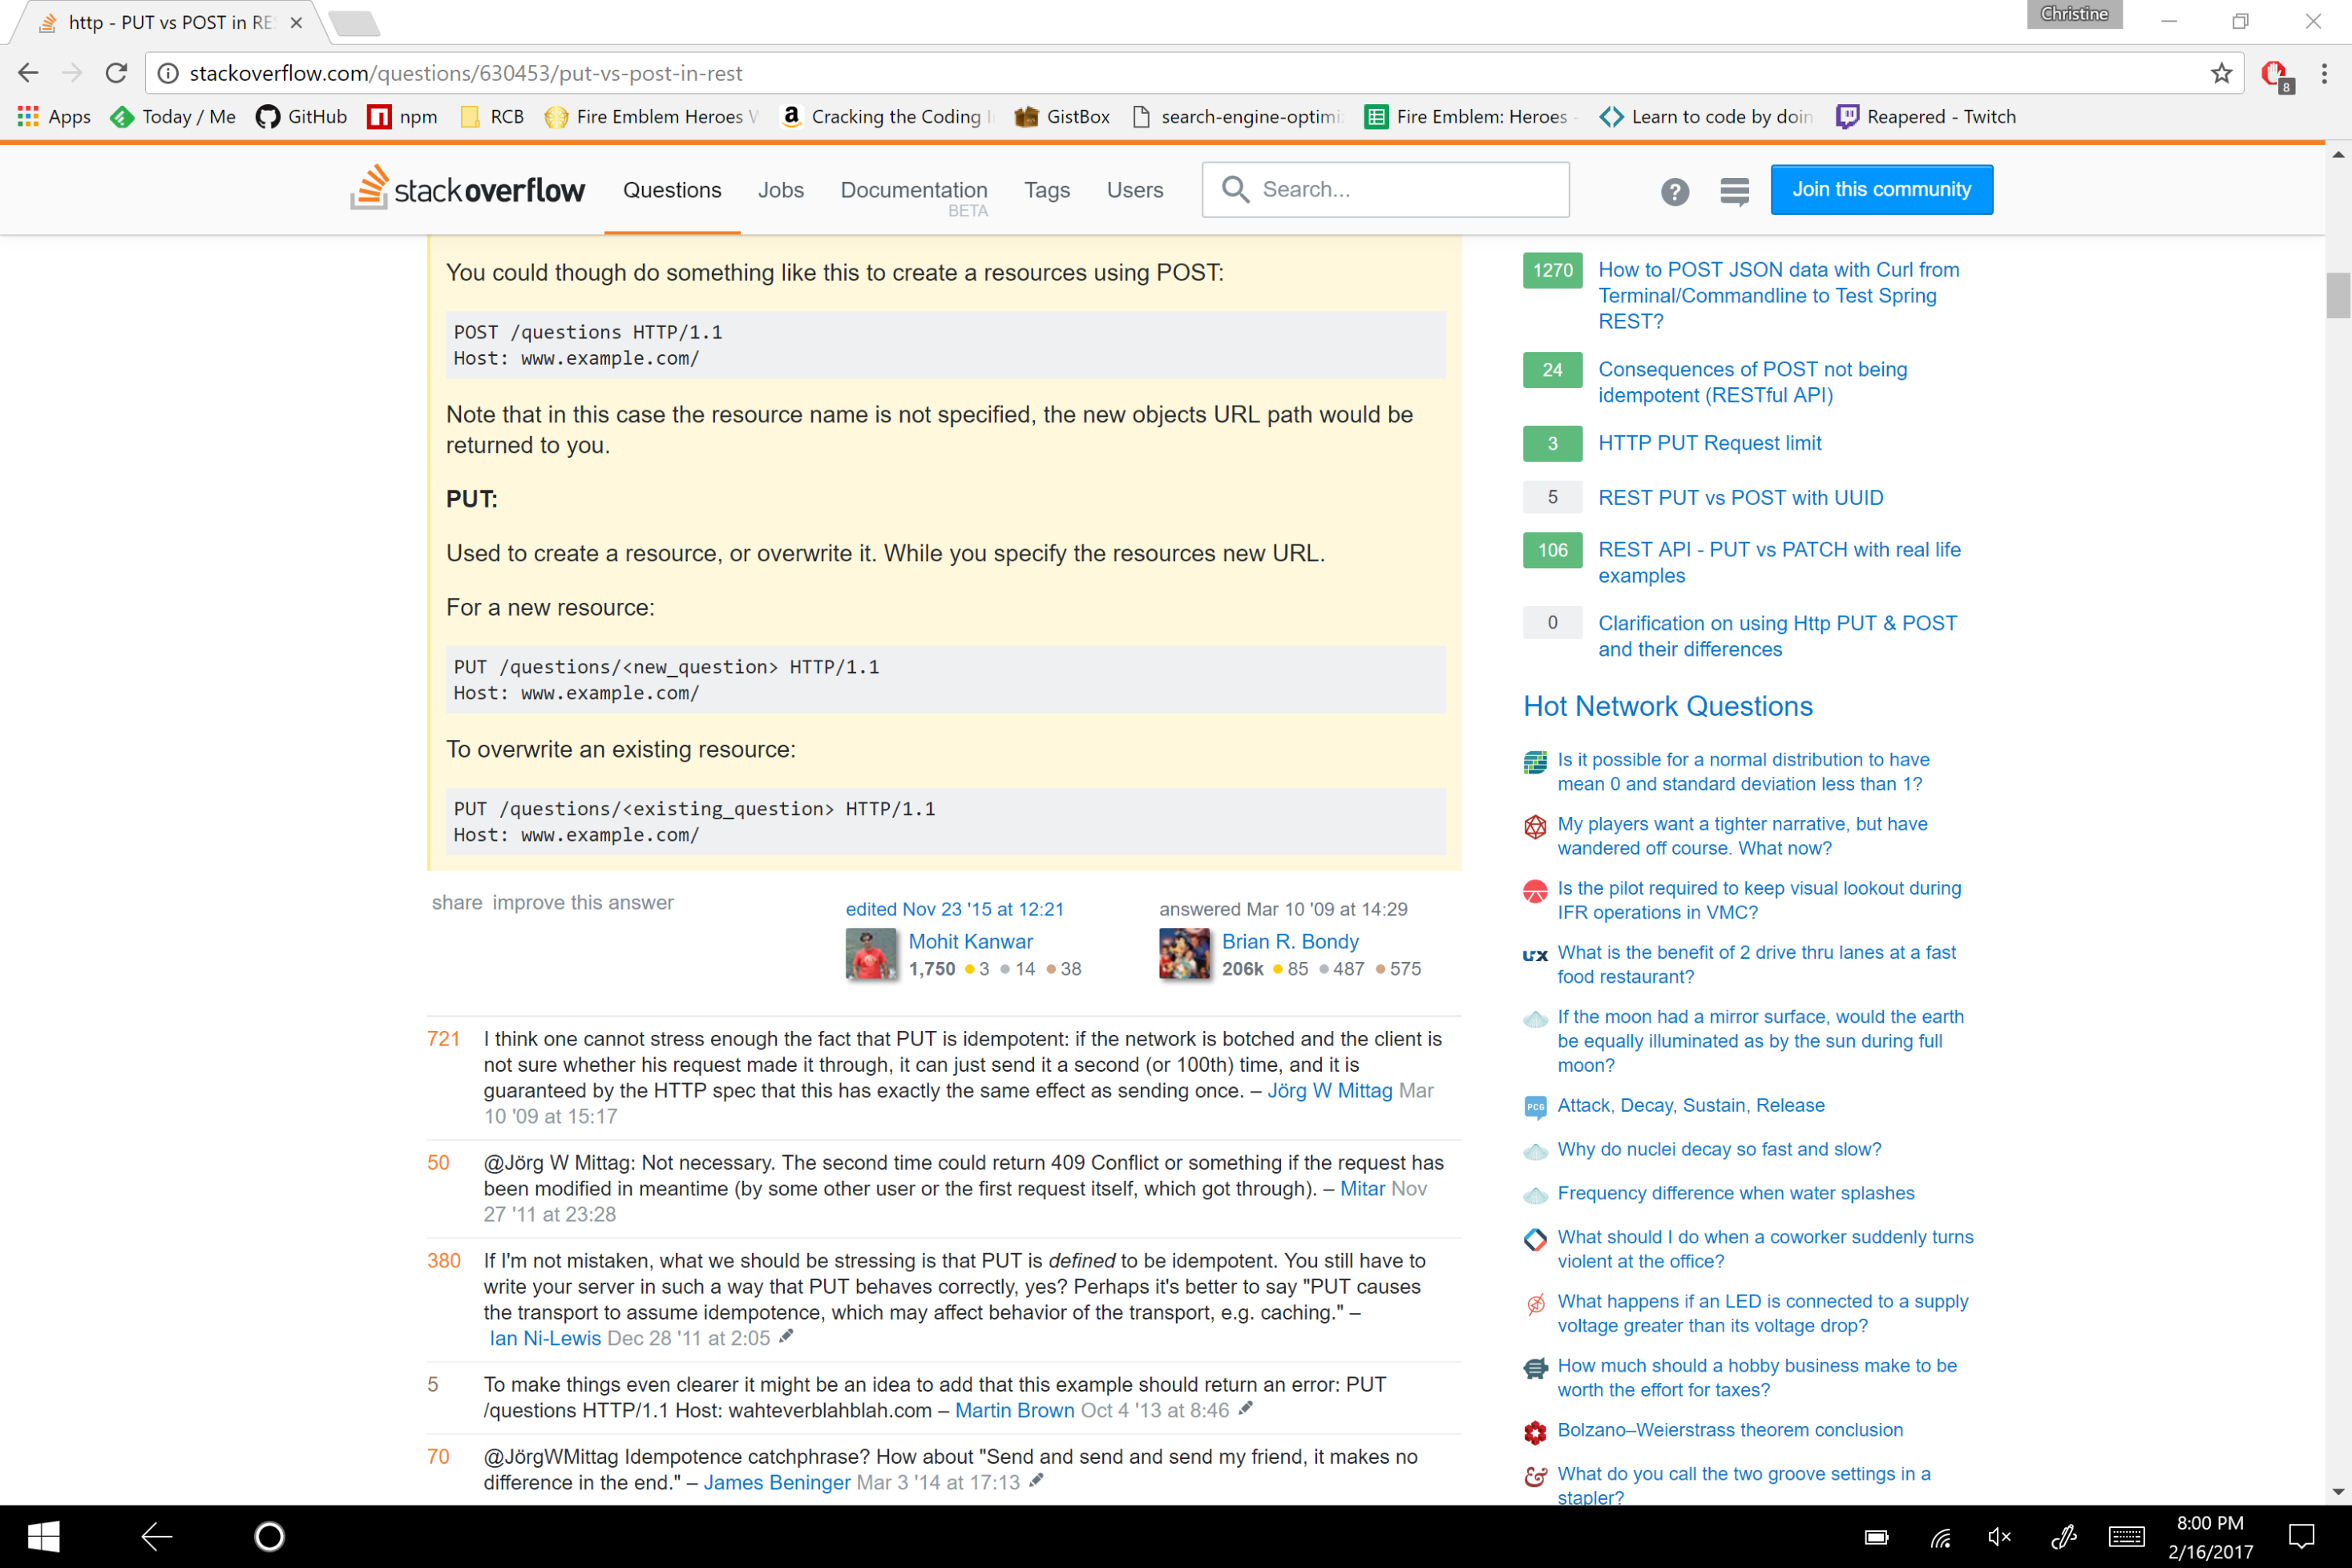 http - PUT vs POST in RE
Christine
stackoverflow.com/questions/630453/put-vs-post-in-rest
8
Apps
Today / Me
GitHub
npm
RCB
Fire Emblem Heroes
Cracking the Coding
GistBox
search-engine-optimi
Fire Emblem: Heroes -
Learn to code by doin
Reapered - Twitch
stackoverflow
Questions
Jobs
Documentation
BETA
Tags
Users
Search...
?
Join this community
You could though do something like this to create a resources using POST:
POST /questions HTTP/1.1
Host: www.example.com/
Note that in this case the resource name is not specified, the new objects URL path would be
returned to you.
PUT:
Used to create a resource, or overwrite it. While you specify the resources new URL.
For a new resource:
PUT /questions/<new_question> HTTP/1.1
Host: www.example.com/
To overwrite an existing resource:
PUT /questions/<existing_question> HTTP/1.1
Host: www.example.com/
share improve this answer
edited Nov 23 '15 at 12:21
Mohit Kanwar
1,750 3 14 38
answered Mar 10 '09 at 14:29
Brian R. Bondy
206k 85 487 575
721 I think one cannot stress enough the fact that PUT is idempotent: if the network is botched and the client is
not sure whether his request made it through, it can just send it a second (or 100th) time, and it is
guaranteed by the HTTP spec that this has exactly the same effect as sending once. – Jörg W Mittag Mar
10 '09 at 15:17
50 @Jörg W Mittag: Not necessary. The second time could return 409 Conflict or something if the request has
been modified in meantime (by some other user or the first request itself, which got through). – Mitar Nov
27 '11 at 23:28
380 If I'm not mistaken, what we should be stressing is that PUT is defined to be idempotent. You still have to
write your server in such a way that PUT behaves correctly, yes? Perhaps it's better to say "PUT causes
the transport to assume idempotence, which may affect behavior of the transport, e.g. caching." –
Ian Ni-Lewis Dec 28 '11 at 2:05
5 To make things even clearer it might be an idea to add that this example should return an error: PUT
/questions HTTP/1.1 Host: wahteverblahblah.com – Martin Brown Oct 4 '13 at 8:46
70 @JörgWMittag Idempotence catchphrase? How about "Send and send and send my friend, it makes no
difference in the end." – James Beninger Mar 3 '14 at 17:13
1270 How to POST JSON data with Curl from
Terminal/Commandline to Test Spring
REST?
24 Consequences of POST not being
idempotent (RESTful API)
3 HTTP PUT Request limit
5 REST PUT vs POST with UUID
106 REST API - PUT vs PATCH with real life
examples
0 Clarification on using Http PUT & POST
and their differences
Hot Network Questions
Is it possible for a normal distribution to have
mean 0 and standard deviation less than 1?
My players want a tighter narrative, but have
wandered off course. What now?
Is the pilot required to keep visual lookout during
IFR operations in VMC?
UX What is the benefit of 2 drive thru lanes at a fast
food restaurant?
If the moon had a mirror surface, would the earth
be equally illuminated as by the sun during full
moon?
PCG Attack, Decay, Sustain, Release
Why do nuclei decay so fast and slow?
Frequency difference when water splashes
What should I do when a coworker suddenly turns
violent at the office?
What happens if an LED is connected to a supply
voltage greater than its voltage drop?
How much should a hobby business make to be
worth the effort for taxes?
Bolzano–Weierstrass theorem conclusion
What do you call the two groove settings in a
stapler?
8:00 PM
2/16/2017